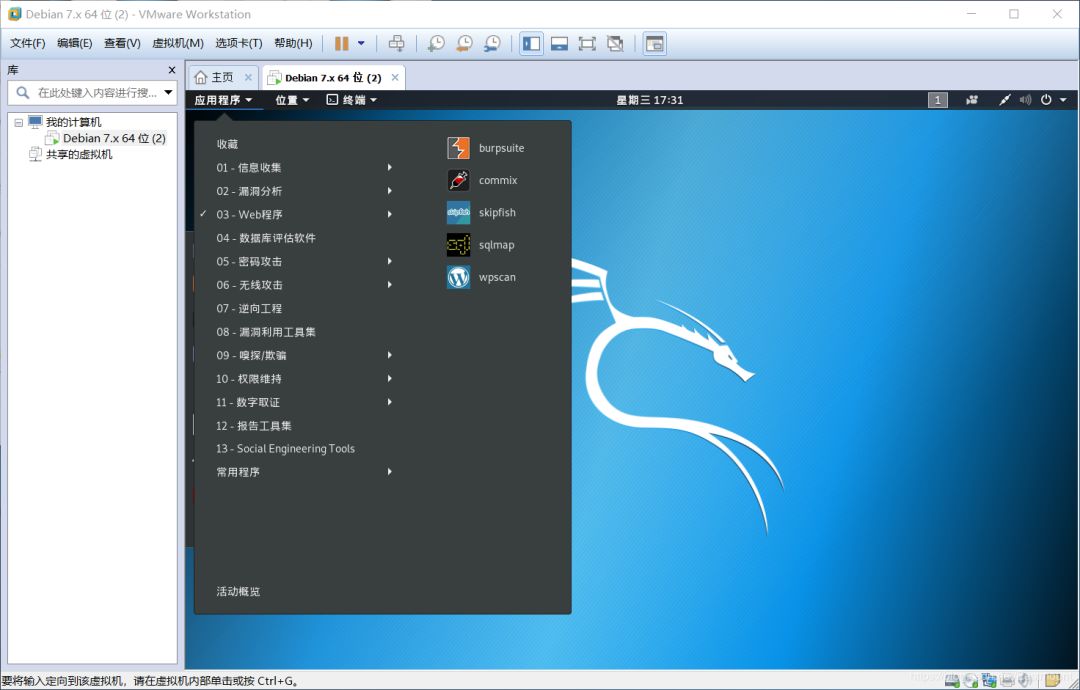 Debian 7.x 64 位 (2) - VMware Workstation
文件(F) 编辑(E) 查看(V) 虚拟机(M) 选项卡(T) 帮助(H)
库
在此处键入内容进行搜...
我的计算机
Debian 7.x 64 位 (2)
共享的虚拟机
主页
Debian 7.x 64 位 (2)
应用程序 位置 终端 星期三 17:31 1
收藏
01 - 信息收集
02 - 漏洞分析
03 - Web程序
04 - 数据库评估软件
05 - 密码攻击
06 - 无线攻击
07 - 逆向工程
08 - 漏洞利用工具集
09 - 嗅探/欺骗
10 - 权限维持
11 - 数字取证
12 - 报告工具集
13 - Social Engineering Tools
常用程序
活动概览
burpsuite
commix
skipfish
sqlmap
wpscan
要将输入定向到该虚拟机，请在虚拟机内部单击或按 Ctrl+G。